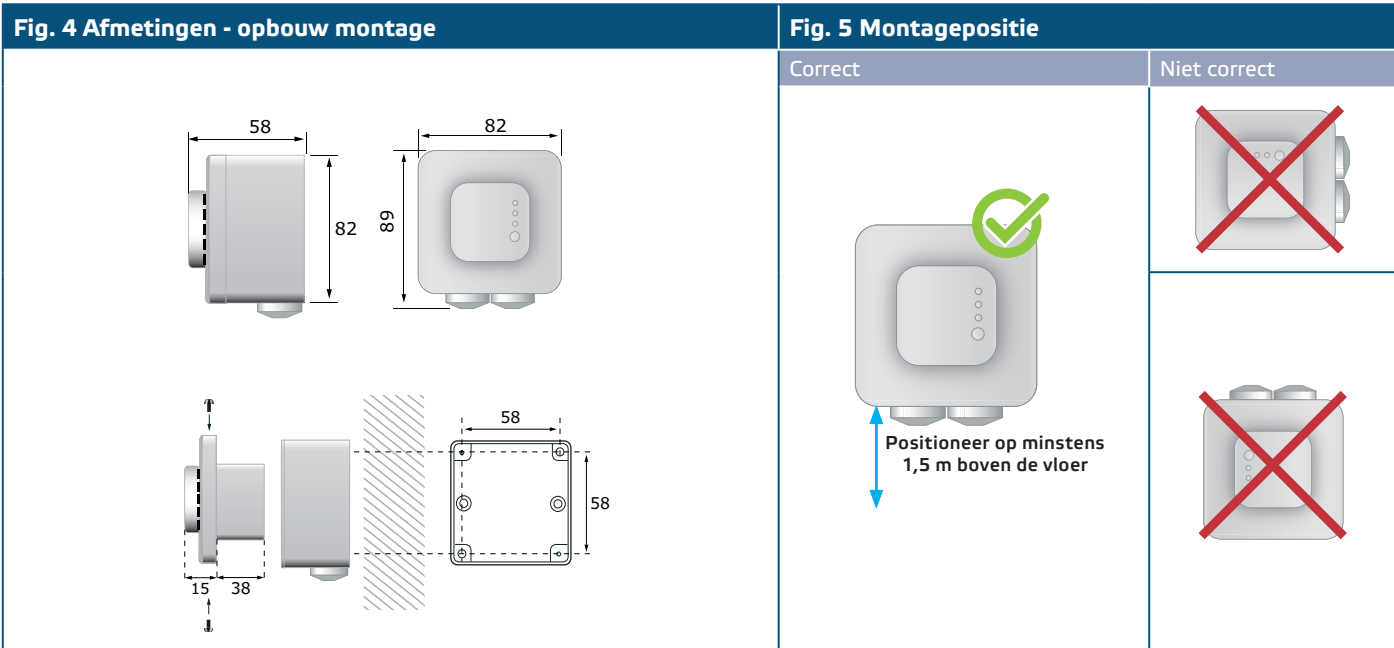 Fig. 4 Afmetingen - opbouw montage
58
82
82
89
58
58
15
38
Fig. 5 Montagepositie
Correct
Niet correct
Positioneer op minstens
1,5 m boven de vloer